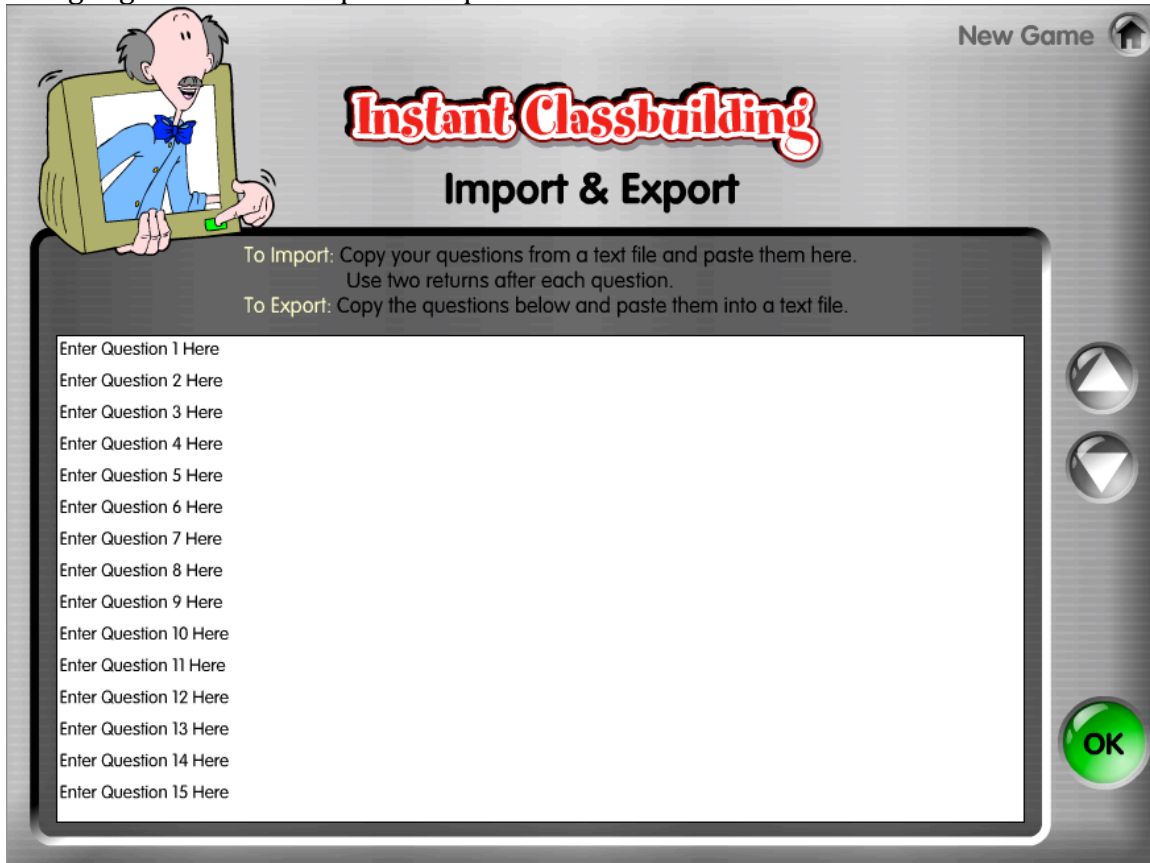 New Game
Instant Classbuilding
Import & Export
To Import: Copy your questions from a text file and paste them here.
Use two returns after each question.
To Export: Copy the questions below and paste them into a text file.
Enter Question 1 Here
Enter Question 2 Here
Enter Question 3 Here
Enter Question 4 Here
Enter Question 5 Here
Enter Question 6 Here
Enter Question 7 Here
Enter Question 8 Here
Enter Question 9 Here
Enter Question 10 Here
Enter Question 11 Here
Enter Question 12 Here
Enter Question 13 Here
Enter Question 14 Here
Enter Question 15 Here
OK